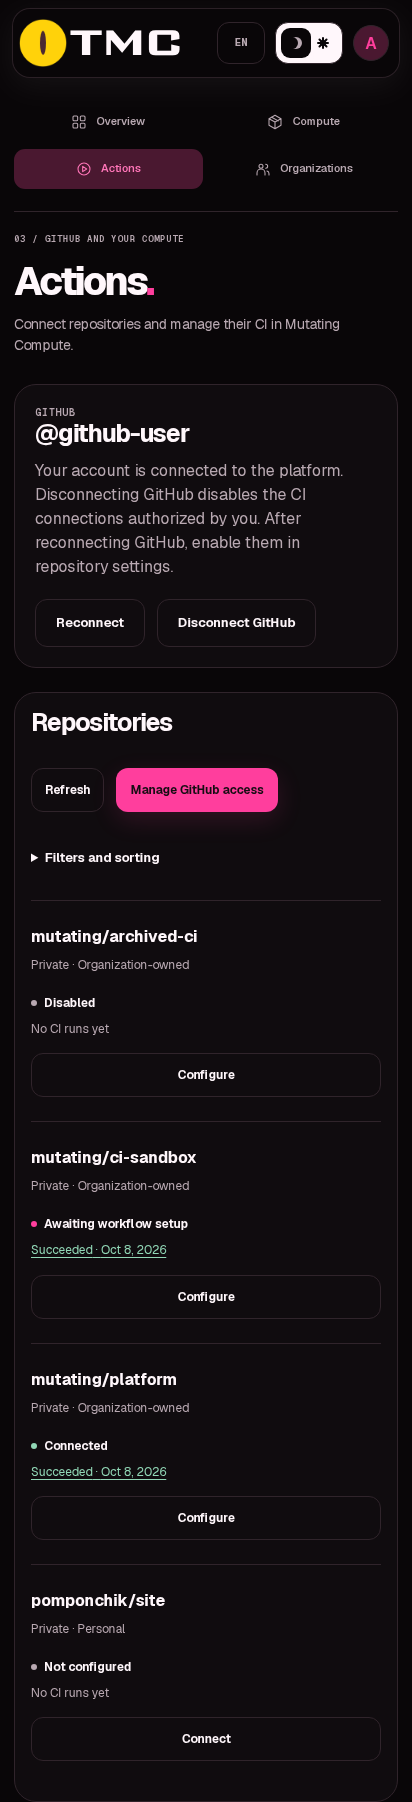 TMC
EN
A
Overview
Compute
Actions
Organizations
03 / GITHUB AND YOUR COMPUTE
Actions.
Connect repositories and manage their CI in Mutating
Compute.
GITHUB
@github-user
Your account is connected to the platform.
Disconnecting GitHub disables the CI
connections authorized by you. After
reconnecting GitHub, enable them in
repository settings.
Reconnect
Disconnect GitHub
Repositories
Refresh
Manage GitHub access
Filters and sorting
mutating/archived-ci
Private · Organization-owned
Disabled
No CI runs yet
Configure
mutating/ci-sandbox
Private · Organization-owned
Awaiting workflow setup
Succeeded · Oct 8, 2026
Configure
mutating/platform
Private · Organization-owned
Connected
Succeeded · Oct 8, 2026
Configure
pomponchik/site
Private · Personal
Not configured
No CI runs yet
Connect